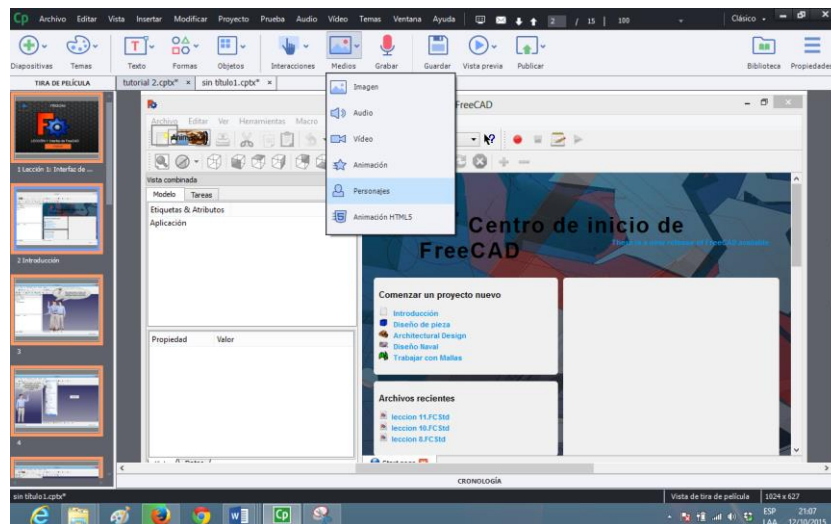 Cp Archivo Editar Vista Insertar Modificar Proyecto Prueba Audio Vídeo Temas Ventana Ayuda 2 / 15 | 100 Clásico
Diapositivas Temas Texto Formas Objetos Interacciones Medios Grabar Guardar Vista previa Publicar Biblioteca Propiedades
TIRA DE PELÍCULA
tutorial 2.cptx* × sin título1.cptx* ×
Imagen
Audio
Vídeo
Animación
Personajes
Animación HTML5
FreeCAD
Archivo Editar Ver Herramientas Macro
Vista combinada
Modelo Tareas
Etiquetas & Atributos
Aplicación
Propiedad Valor
Centro de inicio de
FreeCAD
Comenzar un proyecto nuevo
Introducción
Diseño de pieza
Architectural Design
Diseño Naval
Trabajar con Mallas
Archivos recientes
leccion 11.FCStd
leccion 10.FCStd
leccion 8.FCStd
Start page
1 Lacción 1: Interfaz de ...
2 Introducción
3
4
CRONOLOGÍA
sin título1.cptx*
Vista de tira de película 1024 x 627
ESP
LAA
21:07
12/10/2015